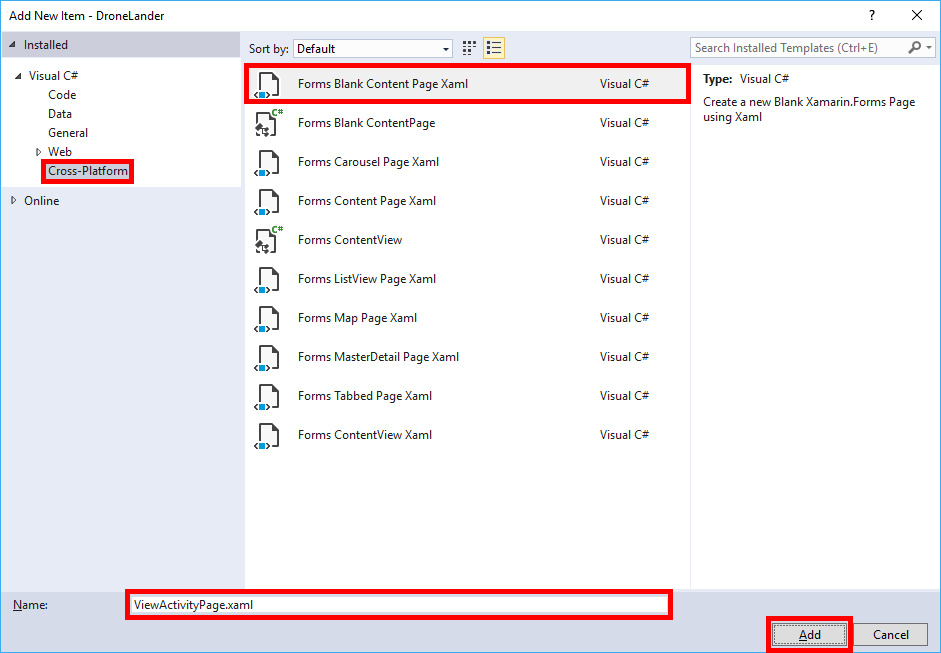 Add New Item - DroneLander
?
Installed
Sort by: Default
Search Installed Templates (Ctrl+E)
Visual C#
Code
Data
General
Web
Cross-Platform
Online
Forms Blank Content Page Xaml Visual C#
C# Forms Blank ContentPage Visual C#
Forms Carousel Page Xaml Visual C#
Forms Content Page Xaml Visual C#
C# Forms ContentView Visual C#
Forms ListView Page Xaml Visual C#
Forms Map Page Xaml Visual C#
Forms MasterDetail Page Xaml Visual C#
Forms Tabbed Page Xaml Visual C#
Forms ContentView Xaml Visual C#
Type: Visual C#
Create a new Blank Xamarin.Forms Page
using Xaml
Name: ViewActivityPage.xaml
Add Cancel